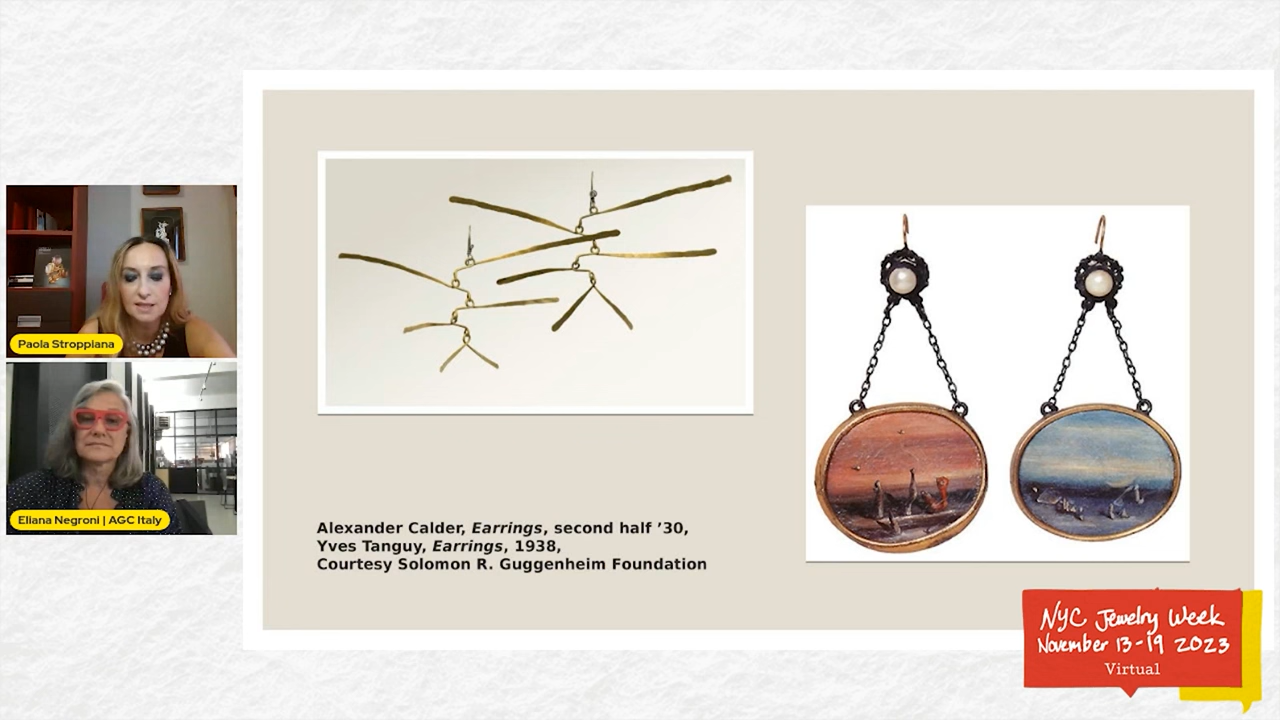 Paola Stroppiana
Eliana Negroni | AGC Italy
Alexander Calder, Earrings, second half ’30,
Yves Tanguy, Earrings, 1938,
Courtesy Solomon R. Guggenheim Foundation
NYC Jewelry Week
November 13-19 2023
Virtual